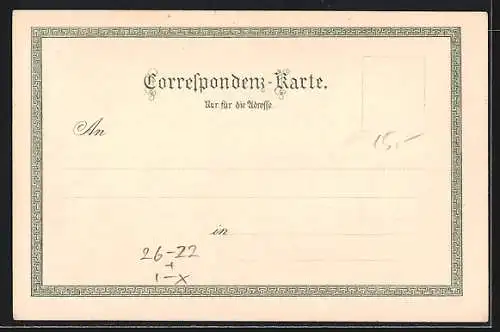 Correspondenz-Karte.
Nur für die Adresse
15,-
An
in
26-22
+
1-X